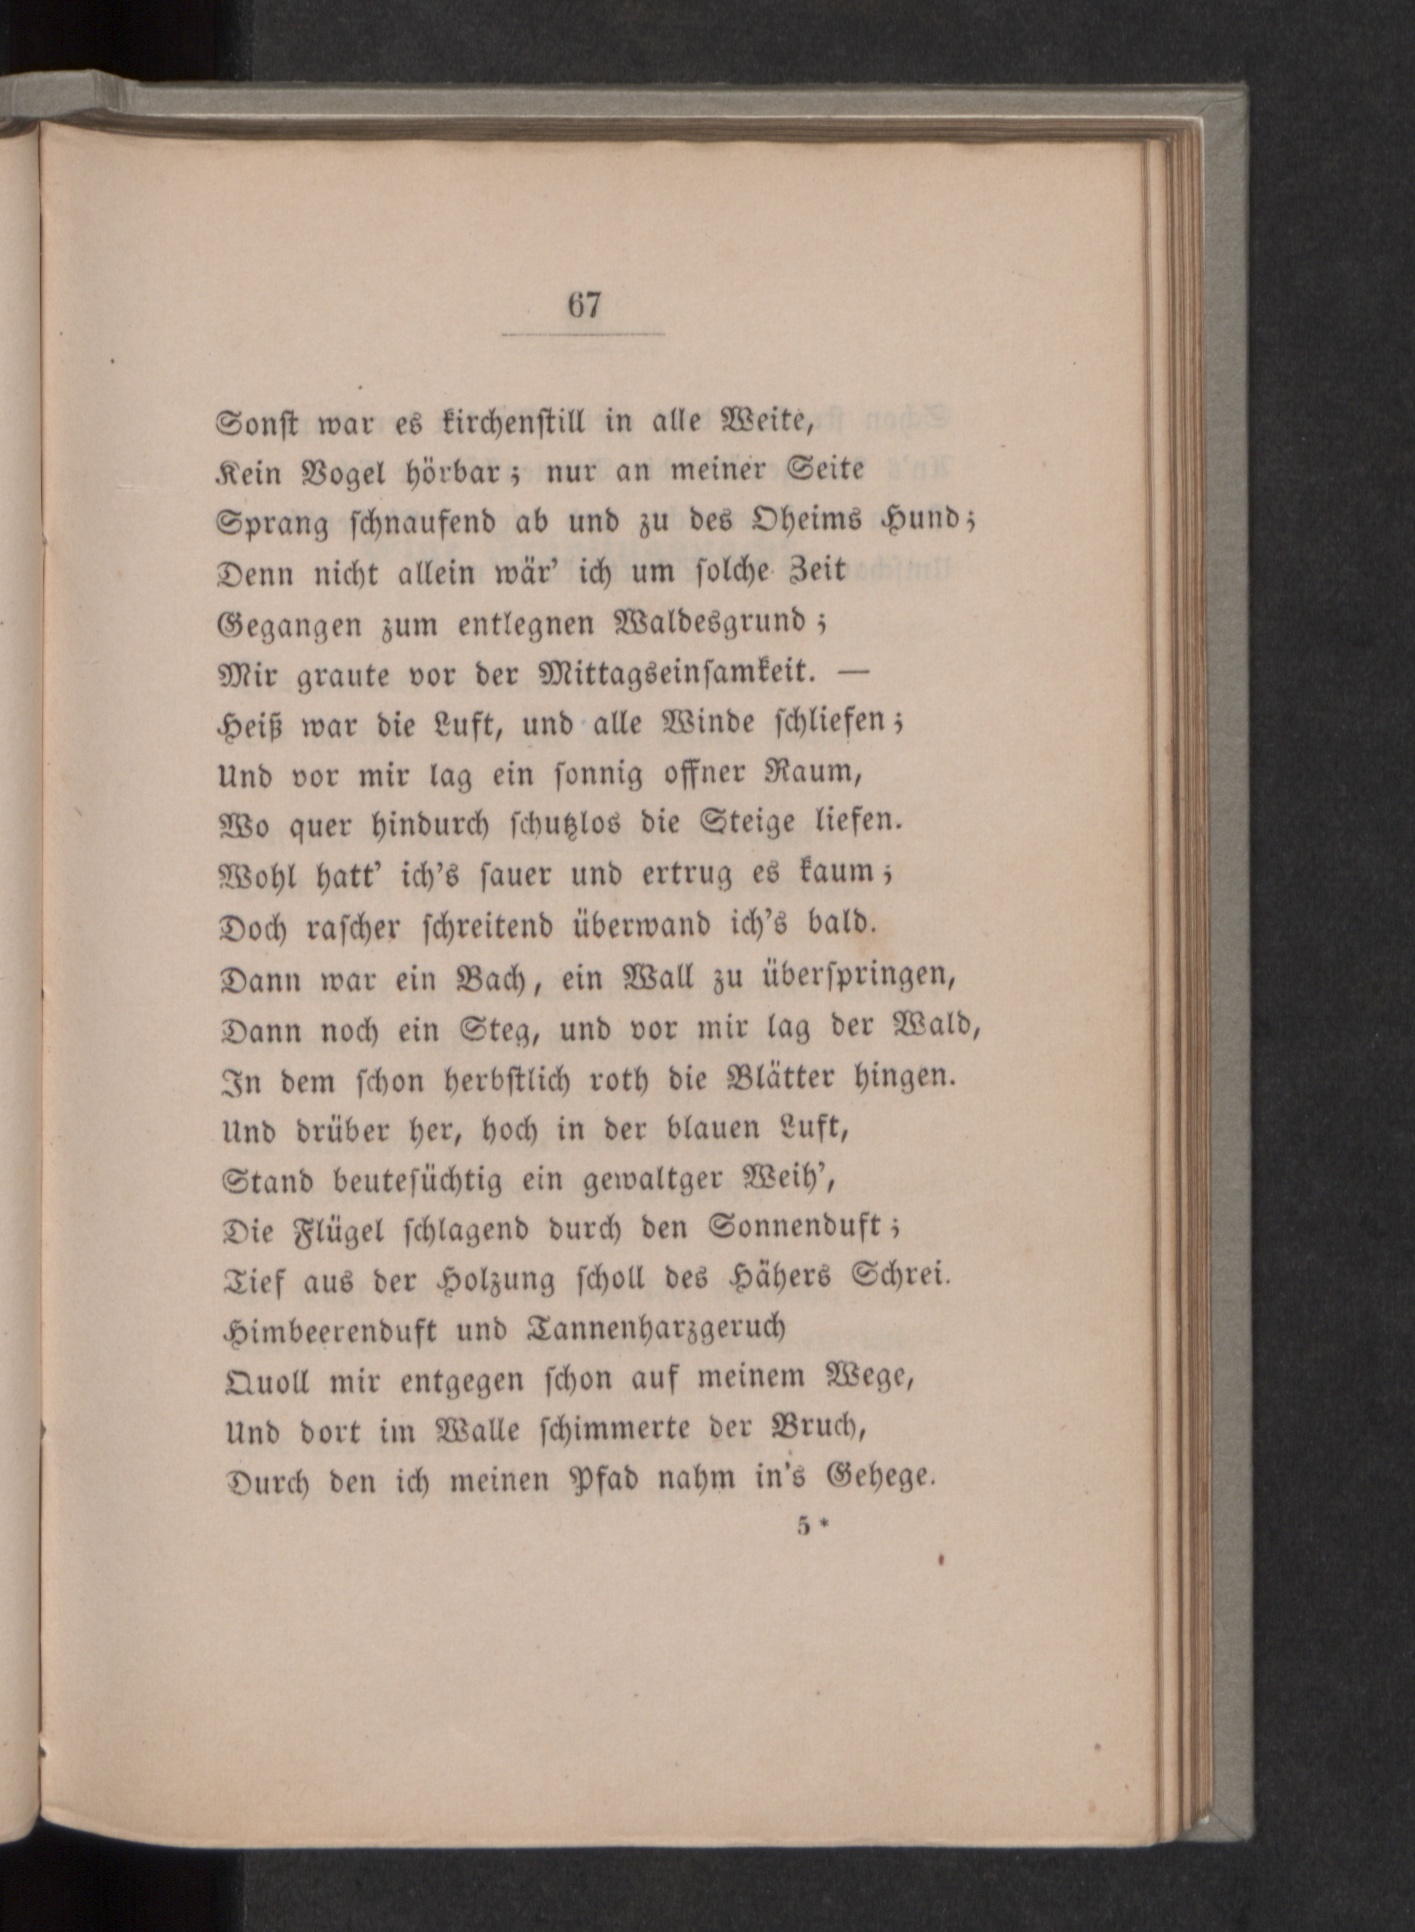 67
Sonſt war es kirchenſtill in alle Weite,
Kein Vogel hörbar; nur an meiner Seite
Sprang ſchnaufend ab und zu des Oheims Hund;
Denn nicht allein wär’ ich um ſolche Zeit
Gegangen zum entlegnen Waldesgrund;
Mir graute vor der Mittagseinſamkeit. —
Heiß war die Luft, und alle Winde ſchliefen;
Und vor mir lag ein ſonnig offner Raum,
Wo quer hindurch ſchutzlos die Steige liefen.
Wohl hatt’ ich’s ſauer und ertrug es kaum;
Doch raſcher ſchreitend überwand ich’s bald.
Dann war ein Bach, ein Wall zu überſpringen,
Dann noch ein Steg, und vor mir lag der Wald,
In dem ſchon herbſtlich roth die Blätter hingen.
Und drüber her, hoch in der blauen Luft,
Stand beuteſüchtig ein gewaltger Weih’,
Die Flügel ſchlagend durch den Sonnenduft;
Tief aus der Holzung ſcholl des Hähers Schrei.
Himbeerenduft und Tannenharzgeruch
Quoll mir entgegen ſchon auf meinem Wege,
Und dort im Walle ſchimmerte der Bruch,
Durch den ich meinen Pfad nahm in’s Gehege.
5*